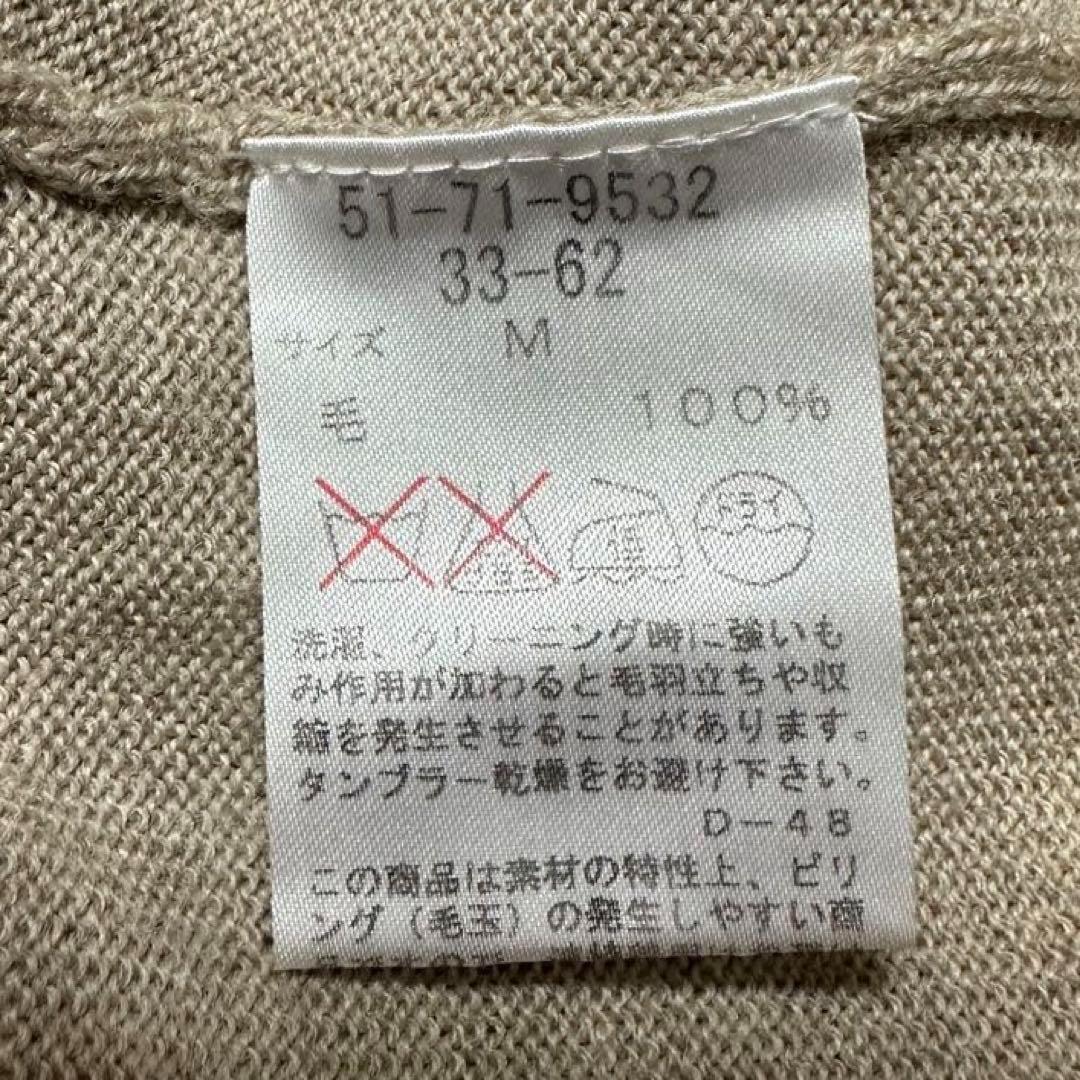 51-71-9532
33-62
サイズ M
毛 100%
ドライ
洗濯、クリーニング時に強いも
み作用が加わると毛羽立ちや収
縮を発生させることがあります。
タンブラー乾燥をお避け下さい。
D-48
この商品は素材の特性上、ピリ
ング（毛玉）の発生しやすい商